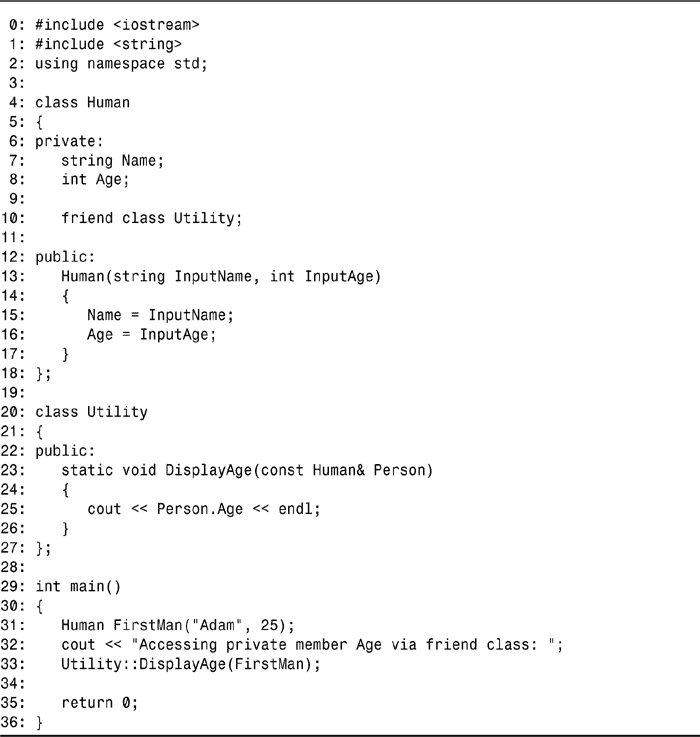 0: #include <iostream>
1: #include <string>
2: using namespace std;
3:
4: class Human
5: {
6: private:
7:    string Name;
8:    int Age;
9:
10:    friend class Utility;
11:
12: public:
13:    Human(string InputName, int InputAge)
14:    {
15:       Name = InputName;
16:       Age = InputAge;
17:    }
18: };
19:
20: class Utility
21: {
22: public:
23:    static void DisplayAge(const Human& Person)
24:    {
25:       cout << Person.Age << endl;
26:    }
27: };
28:
29: int main()
30: {
31:    Human FirstMan("Adam", 25);
32:    cout << "Accessing private member Age via friend class: ";
33:    Utility::DisplayAge(FirstMan);
34:
35:    return 0;
36: }